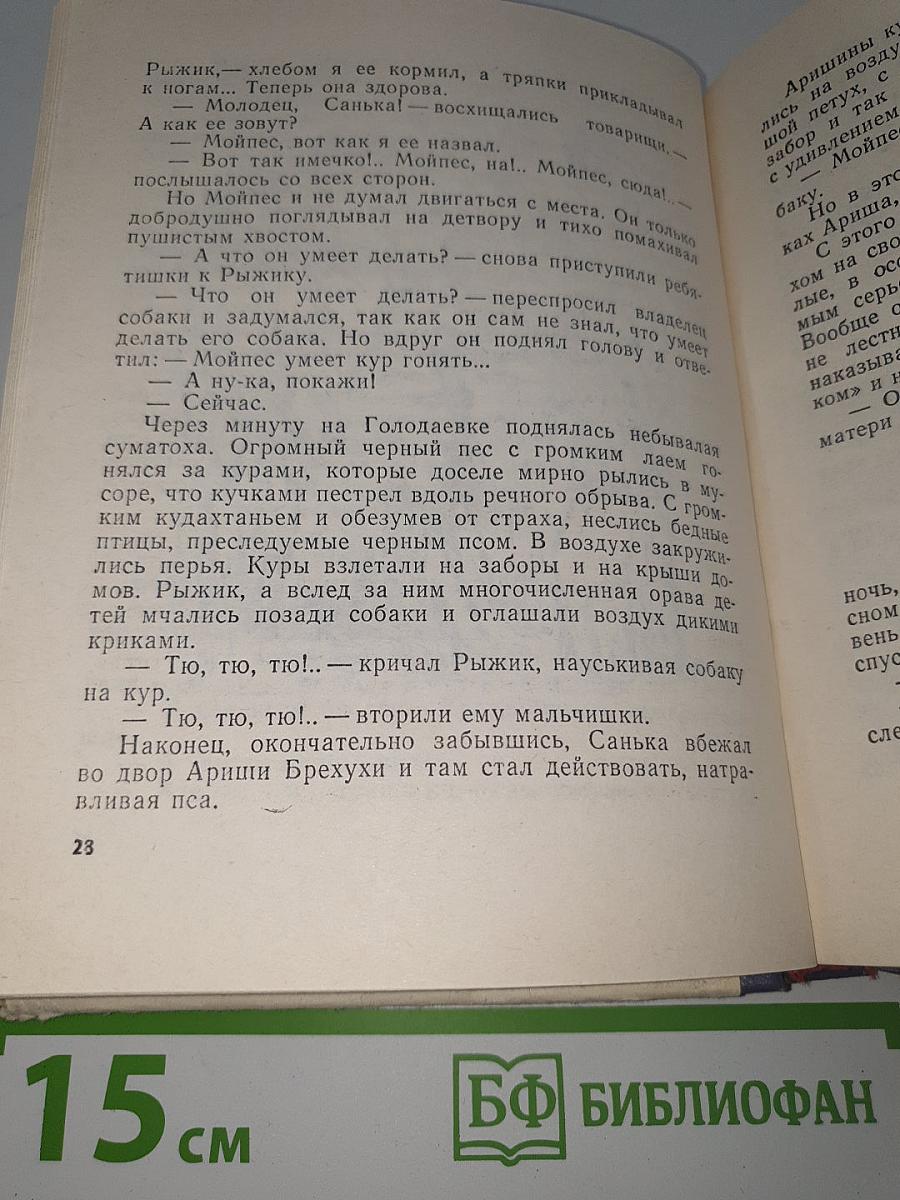 Рыжик,— хлебом я ее кормил, а тряпки прикладывал
к ногам... Теперь она здорова.
— Молодец, Санька! — восхищались товарищи.—
А как ее зовут?
— Мойпес, вот как я ее назвал.
— Вот так имечко!.. Мойпес, на!.. Мойпес, сюда!..—
послышалось со всех сторон.
Но Мойпес и не думал двигаться с места. Он только
добродушно поглядывал на детвору и тихо помахивал
пушистым хвостом.
— А что он умеет делать? — снова приступили ребя-
тишки к Рыжику.
— Что он умеет делать? — переспросил владелец
собаки и задумался, так как он сам не знал, что умеет
делать его собака. Но вдруг он поднял голову и отве-
тил: — Мойпес умеет кур гонять...
— А ну-ка, покажи!
— Сейчас.
Через минуту на Голодаевке поднялась небывалая
суматоха. Огромный черный пес с громким лаем го-
нялся за курами, которые доселе мирно рылись в му-
соре, что кучками пестрел вдоль речного обрыва. С гром-
ким кудахтаньем и обезумев от страха, неслись бедные
птицы, преследуемые черным псом. В воздухе закружи-
лись перья. Куры взлетали на заборы и на крыши до-
мов. Рыжик, а вслед за ним многочисленная орава де-
тей мчались позади собаки и оглашали воздух дикими
криками.
— Тю, тю, тю!.. — кричал Рыжик, науськивая собаку
на кур.
— Тю, тю, тю!.. — вторили ему мальчишки.
Наконец, окончательно забывшись, Санька вбежал
во двор Ариши Брехухи и там стал действовать, натра-
вливая пса.
28
Аришины
лись на
шой петух, с
забор и так
с удивлением
— Мойпес
баку.
Но в
ках Ариша,
С этого
хом на
лые, в
мым
Вообще
не
ком» и
—
матери
ночь,
15 см
БФ БИБЛИОФАН